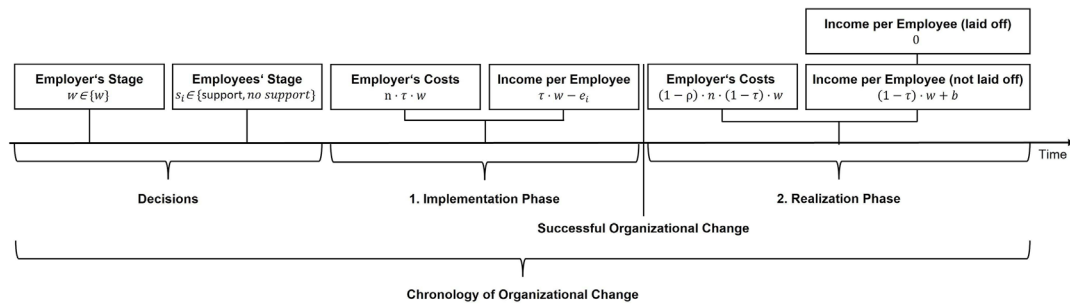 Income per Employee (laid off)
0
Employer's Stage
w ∈ {w}
Employees' Stage
s_i ∈ {support, no support}
Employer's Costs
n · τ · w
Income per Employee
τ · w − e_i
Employer's Costs
(1 − ρ) · n · (1 − τ) · w
Income per Employee (not laid off)
(1 − τ) · w + b
Time
Decisions
1. Implementation Phase
2. Realization Phase
Successful Organizational Change
Chronology of Organizational Change